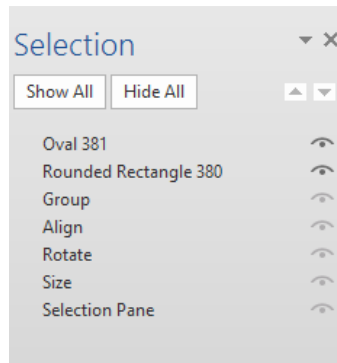 Selection
Show All Hide All
Oval 381
Rounded Rectangle 380
Group
Align
Rotate
Size
Selection Pane